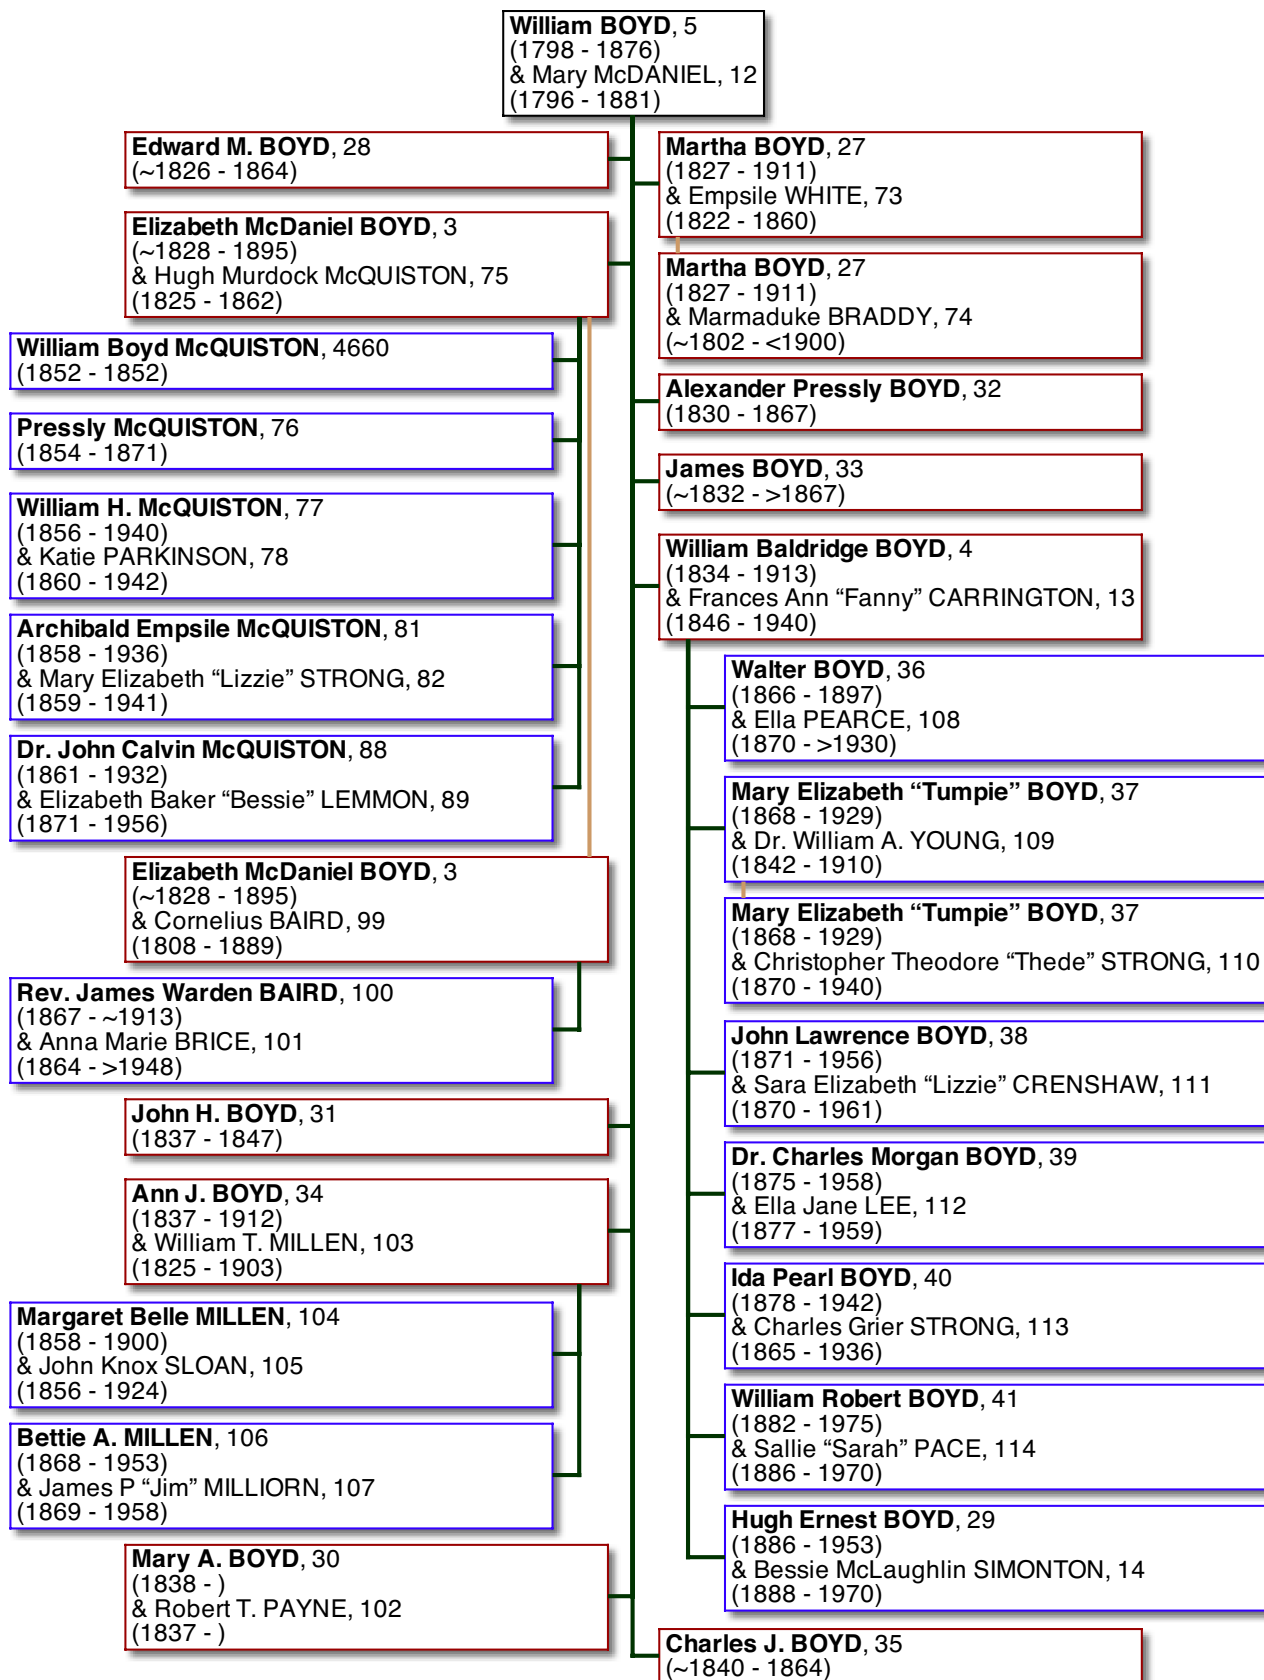 William BOYD, 5
(1798 - 1876)
& Mary McDANIEL, 12
(1796 - 1881)
Edward M. BOYD, 28
(~1826 - 1864)
Martha BOYD, 27
(1827 - 1911)
& Empsile WHITE, 73
(1822 - 1860)
Elizabeth McDaniel BOYD, 3
(~1828 - 1895)
& Hugh Murdock McQUISTON, 75
(1825 - 1862)
Martha BOYD, 27
(1827 - 1911)
& Marmaduke BRADDY, 74
(~1802 - <1900)
William Boyd McQUISTON, 4660
(1852 - 1852)
Pressly McQUISTON, 76
(1854 - 1871)
William H. McQUISTON, 77
(1856 - 1940)
& Katie PARKINSON, 78
(1860 - 1942)
Archibald Empsile McQUISTON, 81
(1858 - 1936)
& Mary Elizabeth “Lizzie” STRONG, 82
(1859 - 1941)
Dr. John Calvin McQUISTON, 88
(1861 - 1932)
& Elizabeth Baker “Bessie” LEMMON, 89
(1871 - 1956)
Elizabeth McDaniel BOYD, 3
(~1828 - 1895)
& Cornelius BAIRD, 99
(1808 - 1889)
Rev. James Warden BAIRD, 100
(1867 - ~1913)
& Anna Marie BRICE, 101
(1864 - >1948)
Alexander Pressly BOYD, 32
(1830 - 1867)
James BOYD, 33
(~1832 - >1867)
William Baldridge BOYD, 4
(1834 - 1913)
& Frances Ann “Fanny” CARRINGTON, 13
(1846 - 1940)
Walter BOYD, 36
(1866 - 1897)
& Ella PEARCE, 108
(1870 - >1930)
Mary Elizabeth “Tumpie” BOYD, 37
(1868 - 1929)
& Dr. William A. YOUNG, 109
(1842 - 1910)
Mary Elizabeth “Tumpie” BOYD, 37
(1868 - 1929)
& Christopher Theodore “Thede” STRONG, 110
(1870 - 1940)
John Lawrence BOYD, 38
(1871 - 1956)
& Sara Elizabeth “Lizzie” CRENSHAW, 111
(1870 - 1961)
Dr. Charles Morgan BOYD, 39
(1875 - 1958)
& Ella Jane LEE, 112
(1877 - 1959)
Ida Pearl BOYD, 40
(1878 - 1942)
& Charles Grier STRONG, 113
(1865 - 1936)
William Robert BOYD, 41
(1882 - 1975)
& Sallie “Sarah” PACE, 114
(1886 - 1970)
Hugh Ernest BOYD, 29
(1886 - 1953)
& Bessie McLaughlin SIMONTON, 14
(1888 - 1970)
John H. BOYD, 31
(1837 - 1847)
Ann J. BOYD, 34
(1837 - 1912)
& William T. MILLEN, 103
(1825 - 1903)
Margaret Belle MILLEN, 104
(1858 - 1900)
& John Knox SLOAN, 105
(1856 - 1924)
Bettie A. MILLEN, 106
(1868 - 1953)
& James P “Jim” MILLIORN, 107
(1869 - 1958)
Mary A. BOYD, 30
(1838 - )
& Robert T. PAYNE, 102
(1837 - )
Charles J. BOYD, 35
(~1840 - 1864)